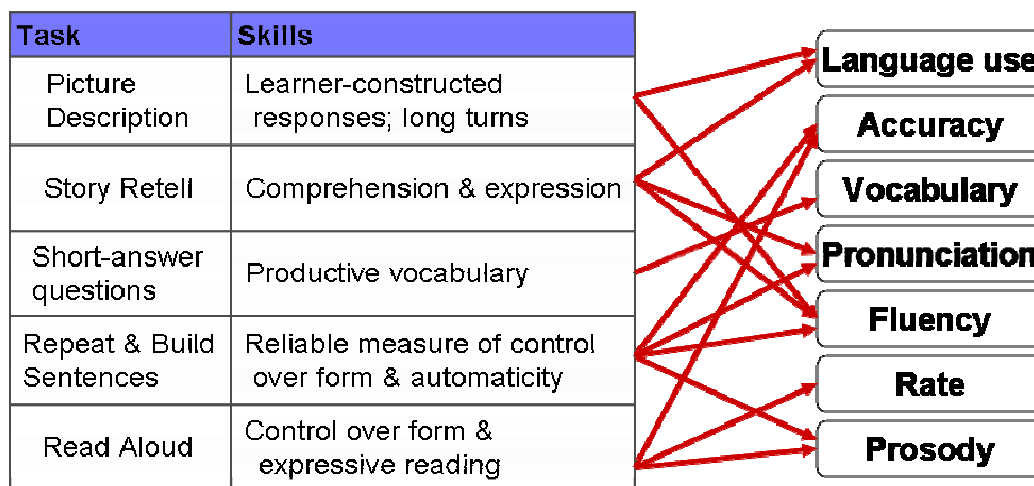 Task Skills
Picture
Description
Learner-constructed
responses; long turns
Story Retell
Comprehension & expression
Short-answer
questions
Productive vocabulary
Repeat & Build
Sentences
Reliable measure of control
over form & automaticity
Read Aloud
Control over form &
expressive reading
Language use
Accuracy
Vocabulary
Pronunciation
Fluency
Rate
Prosody